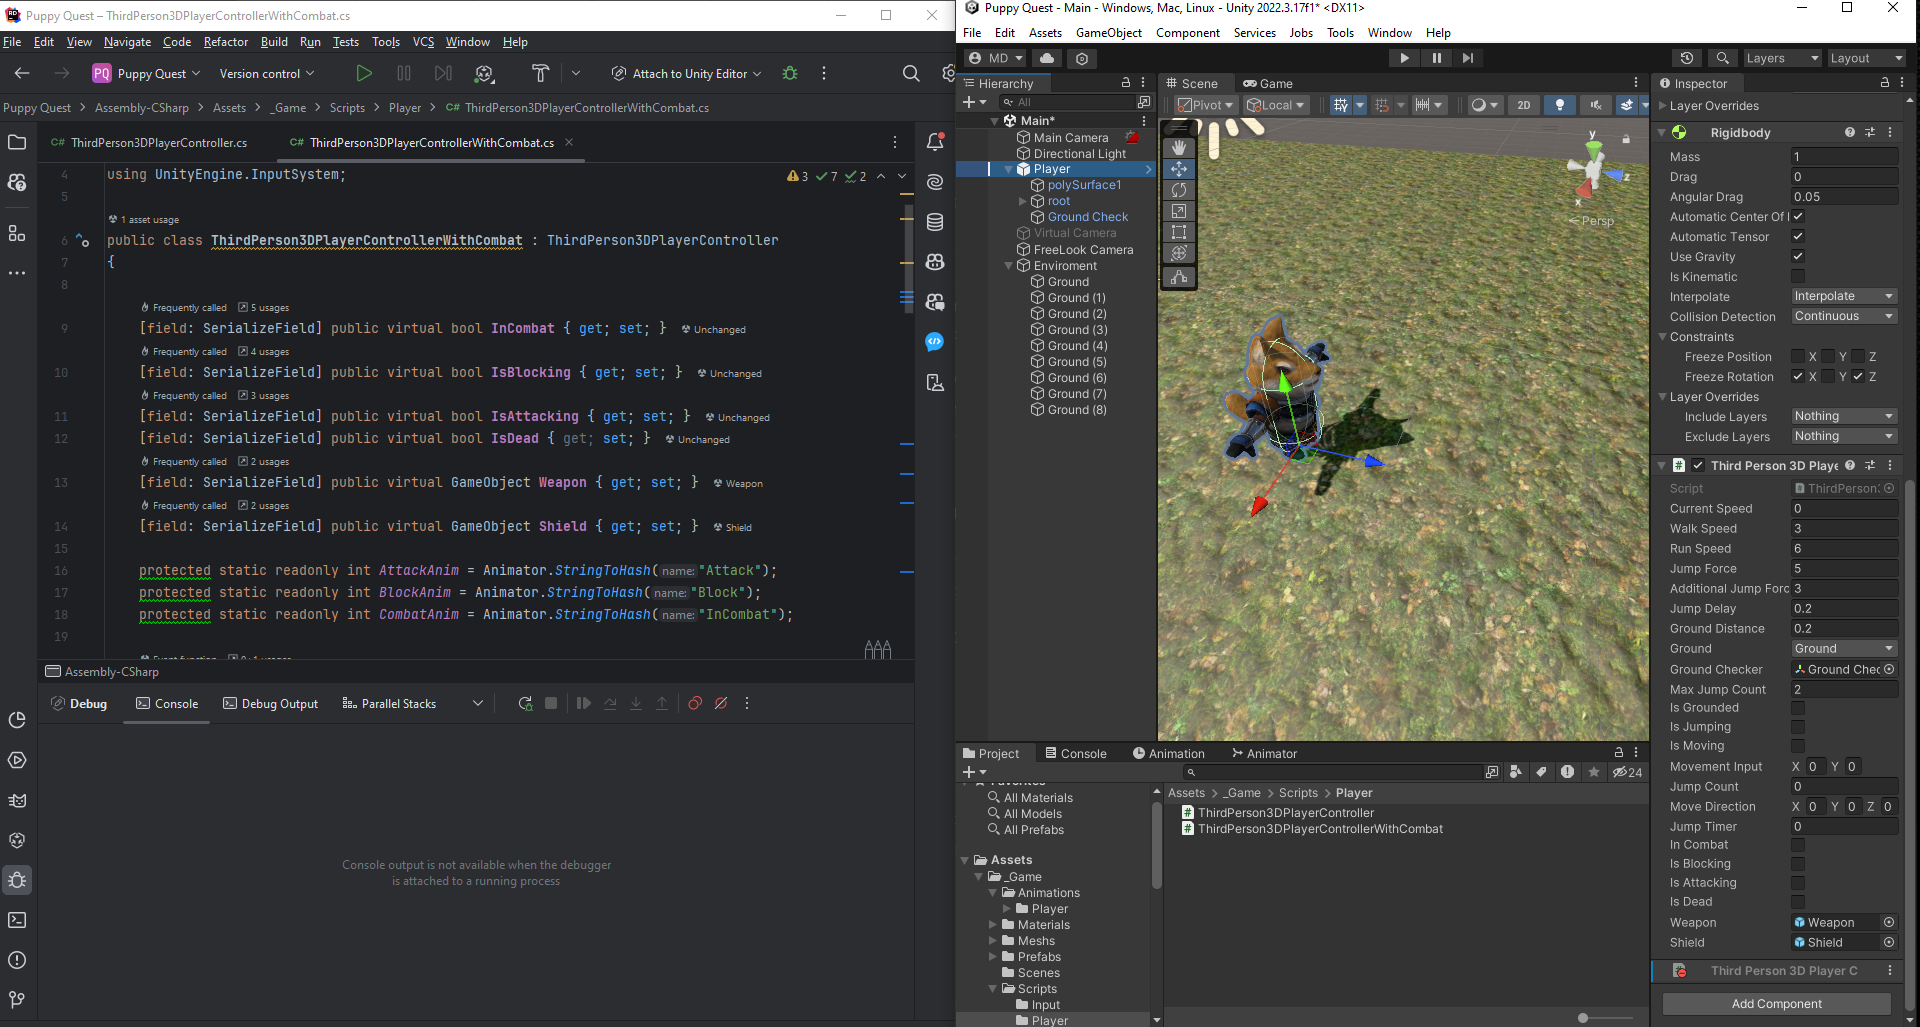 Puppy Quest – ThirdPerson3DPlayerControllerWithCombat.cs
File Edit View Navigate Code Refactor Build Run Tests Tools VCS Window Help
PQ Puppy Quest Version control Attach to Unity Editor
Puppy Quest > Assembly-CSharp > Assets > _Game > Scripts > Player > C# ThirdPerson3DPlayerControllerWithCombat.cs
C# ThirdPerson3DPlayerController.cs C# ThirdPerson3DPlayerControllerWithCombat.cs
4 using UnityEngine.InputSystem; 3 7 2
5
1 asset usage
6 public class ThirdPerson3DPlayerControllerWithCombat : ThirdPerson3DPlayerController
7 {
8
Frequently called 5 usages
9 [field: SerializeField] public virtual bool InCombat { get; set; } Unchanged
Frequently called 4 usages
10 [field: SerializeField] public virtual bool IsBlocking { get; set; } Unchanged
Frequently called 3 usages
11 [field: SerializeField] public virtual bool IsAttacking { get; set; } Unchanged
12 [field: SerializeField] public virtual bool IsDead { get; set; } Unchanged
Frequently called 2 usages
13 [field: SerializeField] public virtual GameObject Weapon { get; set; } Weapon
Frequently called 2 usages
14 [field: SerializeField] public virtual GameObject Shield { get; set; } Shield
15
16 protected static readonly int AttackAnim = Animator.StringToHash(name: "Attack");
17 protected static readonly int BlockAnim = Animator.StringToHash(name: "Block");
18 protected static readonly int CombatAnim = Animator.StringToHash(name: "InCombat");
19
Assembly-CSharp
Debug Console Debug Output Parallel Stacks
Console output is not available when the debugger
is attached to a running process
Puppy Quest - Main - Windows, Mac, Linux - Unity 2022.3.17f1* <DX11>
File Edit Assets GameObject Component Services Jobs Tools Window Help
MD Layers Layout
Hierarchy
All
Main*
Main Camera
Directional Light
Player
polySurface1
root
Ground Check
Virtual Camera
FreeLook Camera
Enviroment
Ground
Ground (1)
Ground (2)
Ground (3)
Ground (4)
Ground (5)
Ground (6)
Ground (7)
Ground (8)
Scene Game
Pivot Local 2D
y
z
x
Persp
Inspector
Layer Overrides
Rigidbody
Mass 1
Drag 0
Angular Drag 0.05
Automatic Center Of
Automatic Tensor
Use Gravity
Is Kinematic
Interpolate Interpolate
Collision Detection Continuous
Constraints
Freeze Position X Y Z
Freeze Rotation X Y Z
Layer Overrides
Include Layers Nothing
Exclude Layers Nothing
Third Person 3D Playe
Script ThirdPerson
Current Speed 0
Walk Speed 3
Run Speed 6
Jump Force 5
Additional Jump Forc 3
Jump Delay 0.2
Ground Distance 0.2
Ground Ground
Ground Checker Ground Chec
Max Jump Count 2
Is Grounded
Is Jumping
Is Moving
Movement Input X 0 Y 0
Jump Count 0
Move Direction X 0 Y 0 Z 0
Jump Timer 0
In Combat
Is Blocking
Is Attacking
Is Dead
Weapon Weapon
Shield Shield
Third Person 3D Player C
Add Component
Project Console Animation Animator
24
All Materials
All Models
All Prefabs
Assets
_Game
Animations
Player
Materials
Meshs
Prefabs
Scenes
Scripts
Input
Player
Assets > _Game > Scripts > Player
ThirdPerson3DPlayerController
ThirdPerson3DPlayerControllerWithCombat